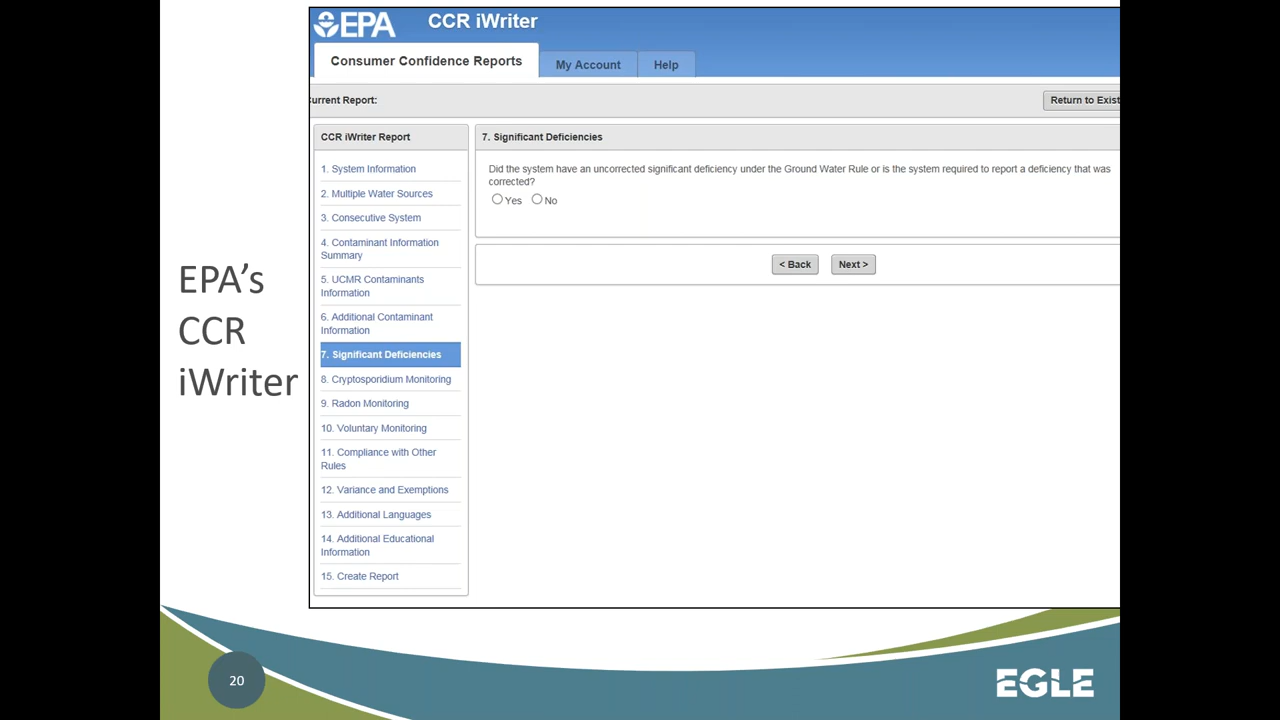 EPA
CCR iWriter
Consumer Confidence Reports
My Account
Help
urrent Report:
Return to Exist
CCR iWriter Report
1. System Information
2. Multiple Water Sources
3. Consecutive System
4. Contaminant Information
Summary
5. UCMR Contaminants
Information
6. Additional Contaminant
Information
7. Significant Deficiencies
8. Cryptosporidium Monitoring
9. Radon Monitoring
10. Voluntary Monitoring
11. Compliance with Other
Rules
12. Variance and Exemptions
13. Additional Languages
14. Additional Educational
Information
15. Create Report
7. Significant Deficiencies
Did the system have an uncorrected significant deficiency under the Ground Water Rule or is the system required to report a deficiency that was
corrected?
Yes No
< Back Next >
EPA’s
CCR
iWriter
20
EGLE